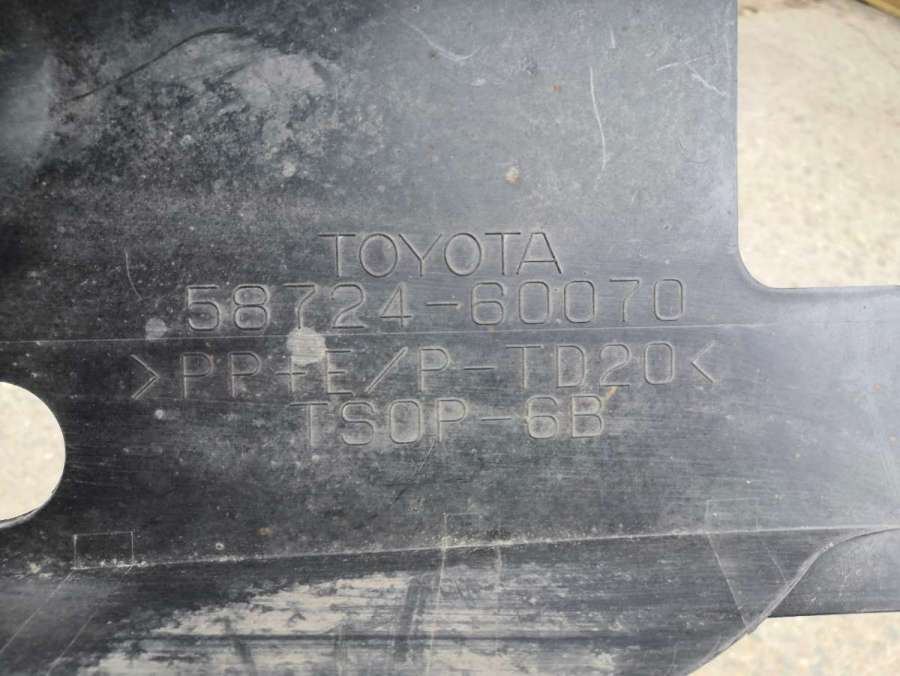 TOYOTA
58724-60070
>PP+E/P-TD20<
TSOP-6B